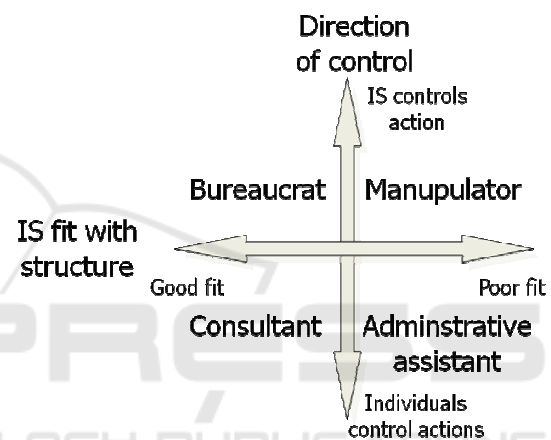 Direction
of control
IS controls
action
Bureaucrat
Manupulator
IS fit with
structure
Good fit
Poor fit
Consultant
Adminstrative
assistant
Individuals
control actions